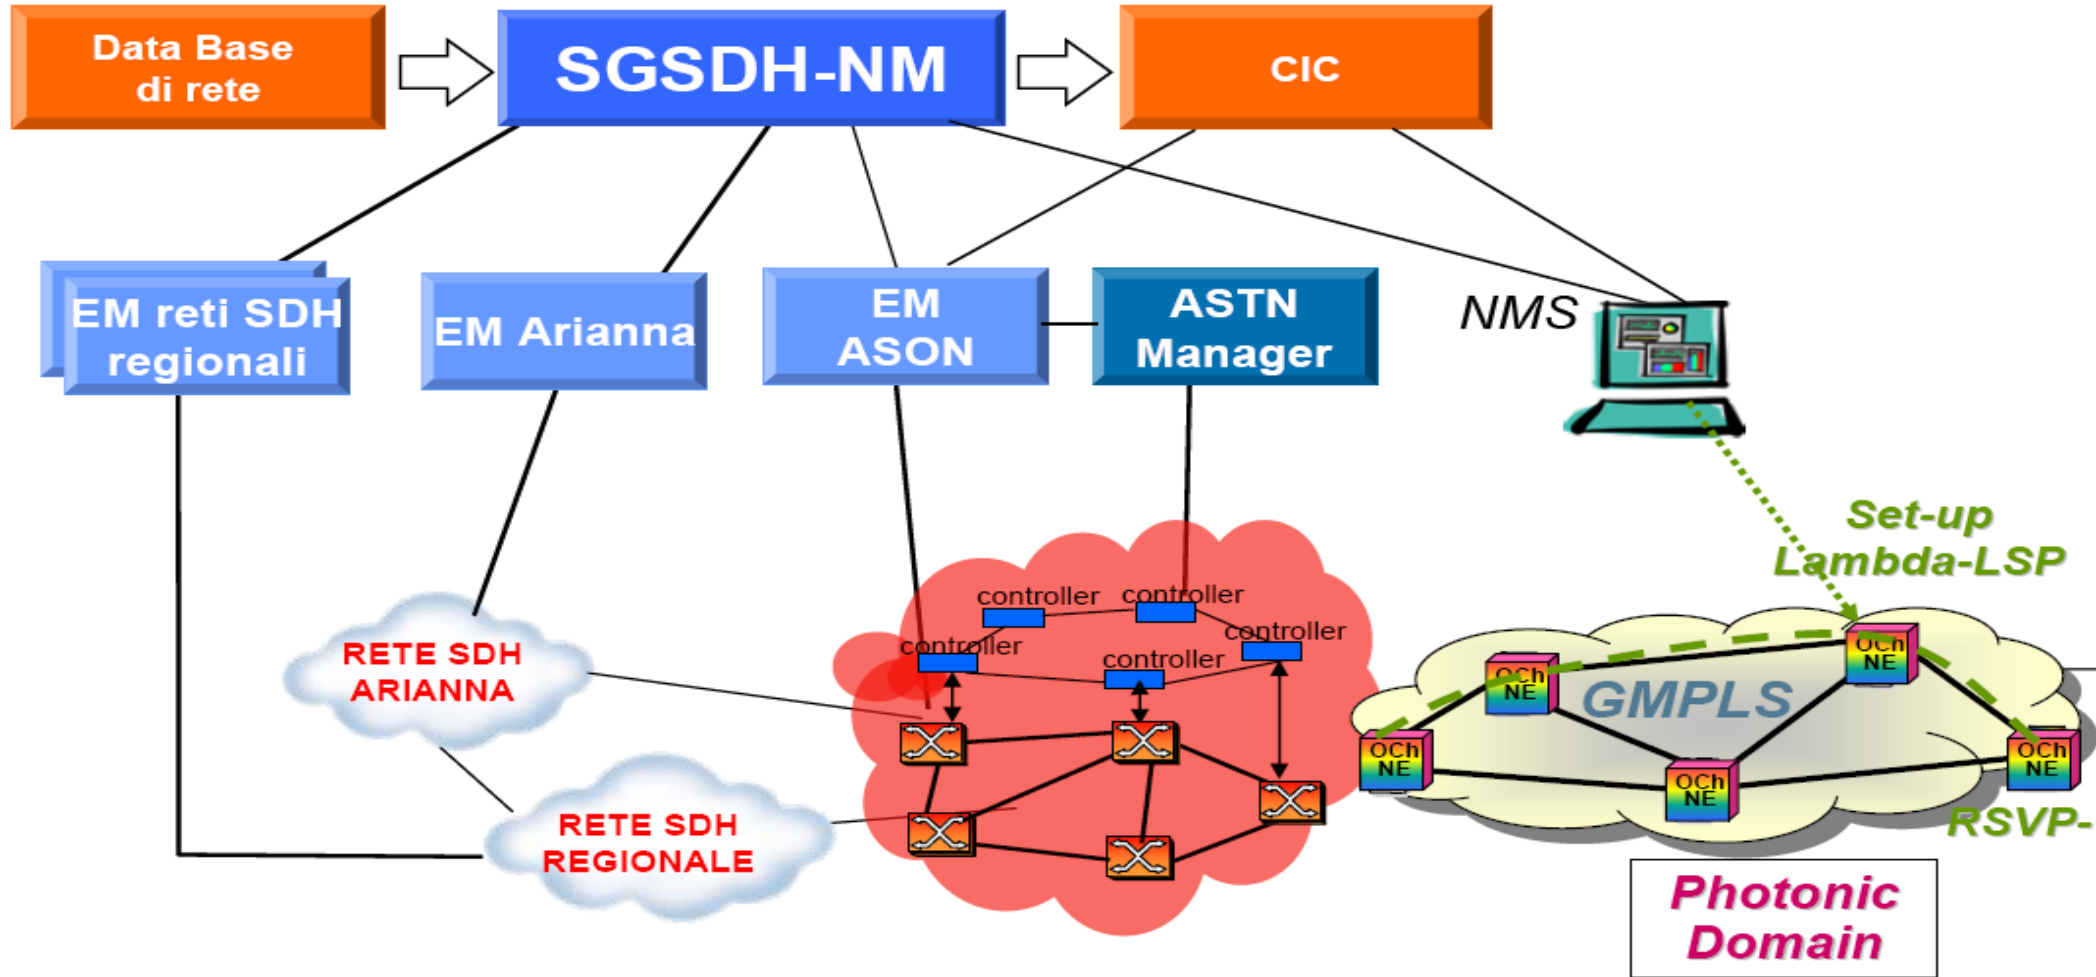 Data Base
di rete
SGSDH-NM
CIC
EM reti SDH
regionali
EM Arianna
EM
ASON
ASTN
Manager
NMS
Set-up
Lambda-LSP
controller
controller
controller
controller
controller
RETE SDH
ARIANNA
RETE SDH
REGIONALE
GMPLS
OCh
NE
OCh
NE
OCh
NE
OCh
NE
OCh
NE
RSVP-
Photonic
Domain